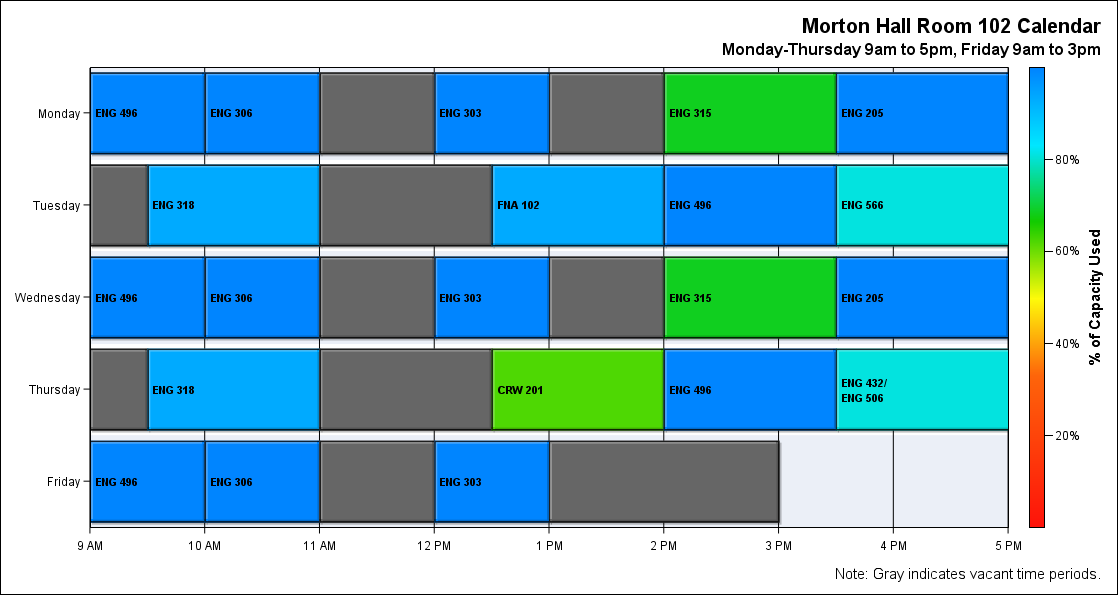 Morton Hall Room 102 Calendar
Monday-Thursday 9am to 5pm, Friday 9am to 3pm
Monday
ENG 496
ENG 306
ENG 303
ENG 315
ENG 205
Tuesday
ENG 318
FNA 102
ENG 496
ENG 566
Wednesday
ENG 496
ENG 306
ENG 303
ENG 315
ENG 205
Thursday
ENG 318
CRW 201
ENG 496
ENG 432/
ENG 506
Friday
ENG 496
ENG 306
ENG 303
9 AM
10 AM
11 AM
12 PM
1 PM
2 PM
3 PM
4 PM
5 PM
80%
60%
40%
20%
% of Capacity Used
Note: Gray indicates vacant time periods.